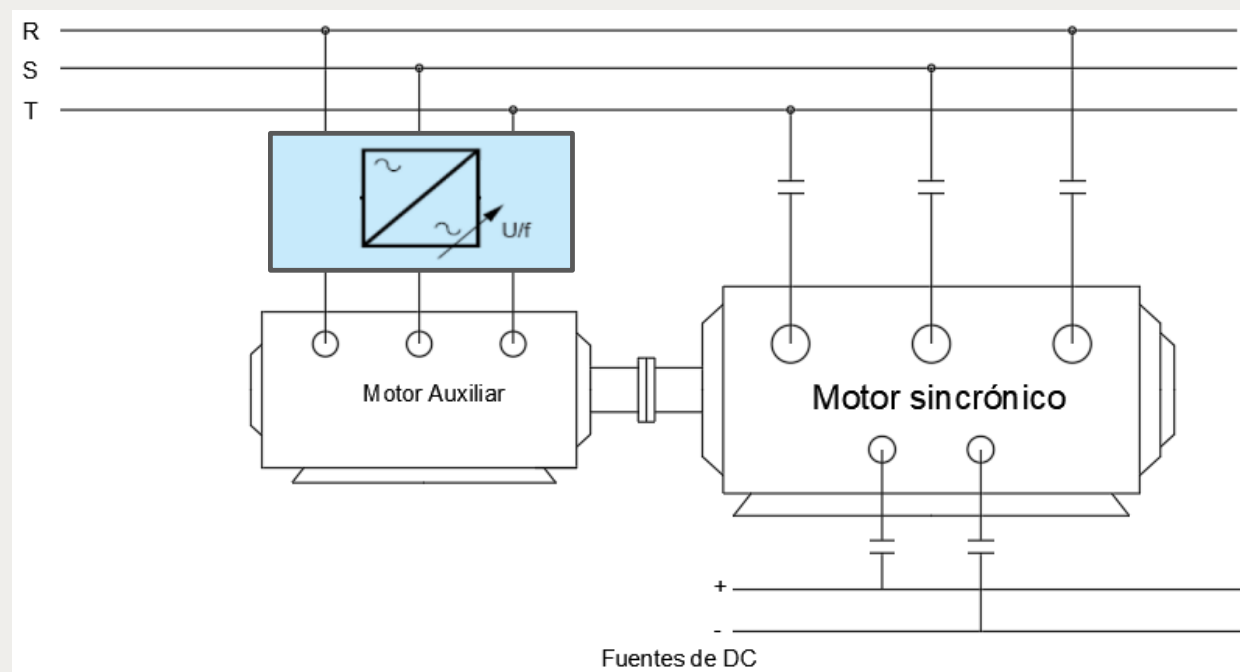 R
S
T
U/f
Motor Auxiliar
Motor sincrónico
+
-
Fuentes de DC